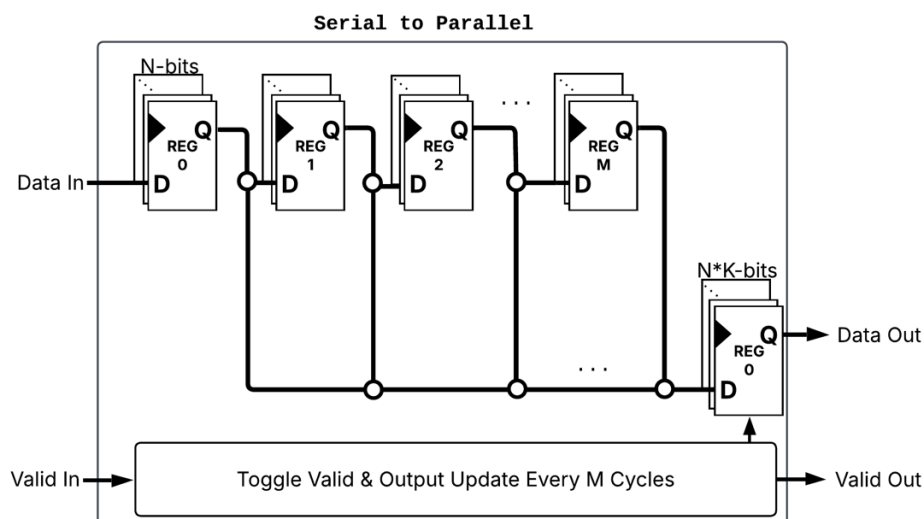 Serial to Parallel
N-bits
Q
REG
0
D
Q
REG
1
D
Q
REG
2
D
. . .
Q
REG
M
D
Data In
N*K-bits
Q
REG
0
D
Data Out
. . .
Valid In
Toggle Valid & Output Update Every M Cycles
Valid Out